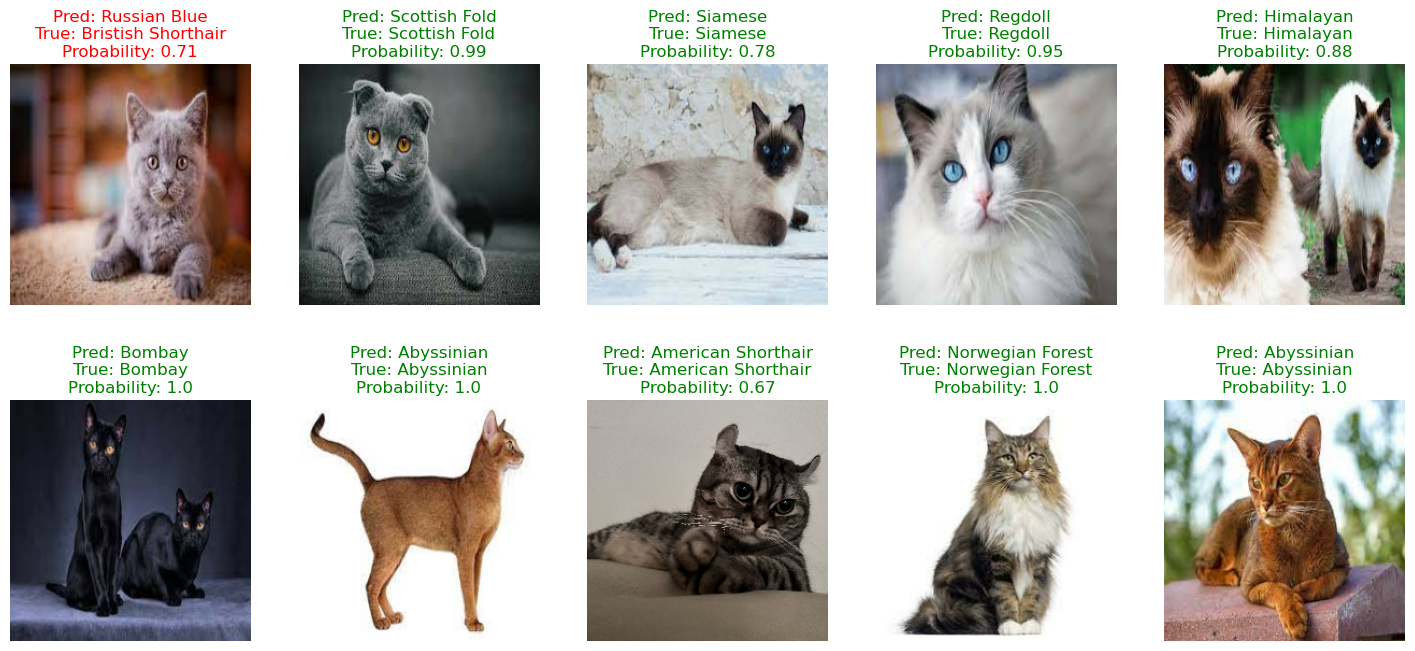 Pred: Russian Blue
True: Bristish Shorthair
Probability: 0.71
Pred: Scottish Fold
True: Scottish Fold
Probability: 0.99
Pred: Siamese
True: Siamese
Probability: 0.78
Pred: Regdoll
True: Regdoll
Probability: 0.95
Pred: Himalayan
True: Himalayan
Probability: 0.88
Pred: Bombay
True: Bombay
Probability: 1.0
Pred: Abyssinian
True: Abyssinian
Probability: 1.0
Pred: American Shorthair
True: American Shorthair
Probability: 0.67
Pred: Norwegian Forest
True: Norwegian Forest
Probability: 1.0
Pred: Abyssinian
True: Abyssinian
Probability: 1.0